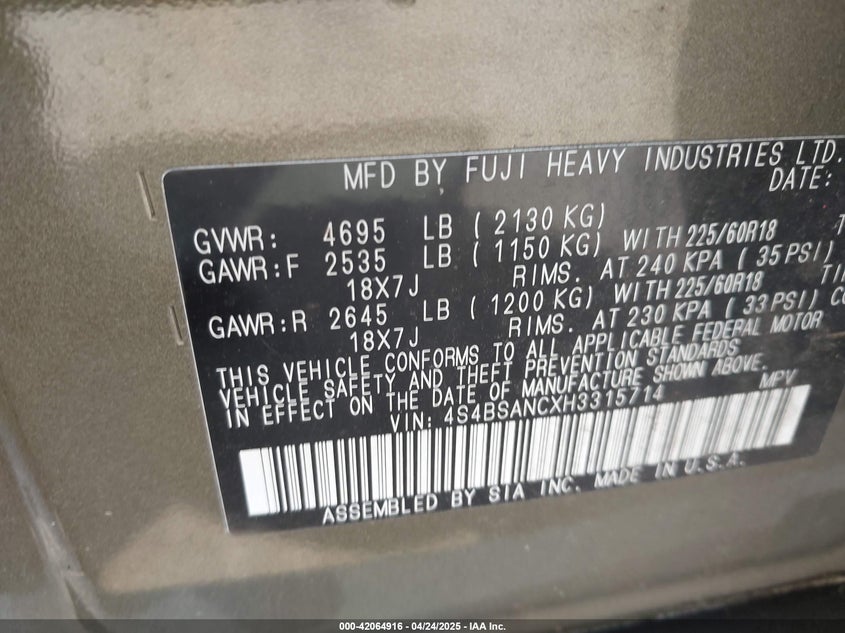 MFD BY FUJI HEAVY INDUSTRIES LTD.
DATE:
GVWR: 4695 LB ( 2130 KG)
GAWR:F 2535 LB ( 1150 KG) WITH 225/60R18
18X7J RIMS. AT 240 KPA ( 35 PSI)
GAWR:R 2645 LB ( 1200 KG) WITH 225/60R18
18X7J RIMS. AT 230 KPA ( 33 PSI)
THIS VEHICLE CONFORMS TO ALL APPLICABLE FEDERAL MOTOR
VEHICLE SAFETY AND THEFT PREVENTION STANDARDS
IN EFFECT ON THE DATE OF MANUFACTURE SHOWN ABOVE.
VIN: 4S4BSANCXH3315714 MPV
ASSEMBLED BY SIA INC. MADE IN U.S.A.
000-42064916 - 04/24/2025 - IAA Inc.